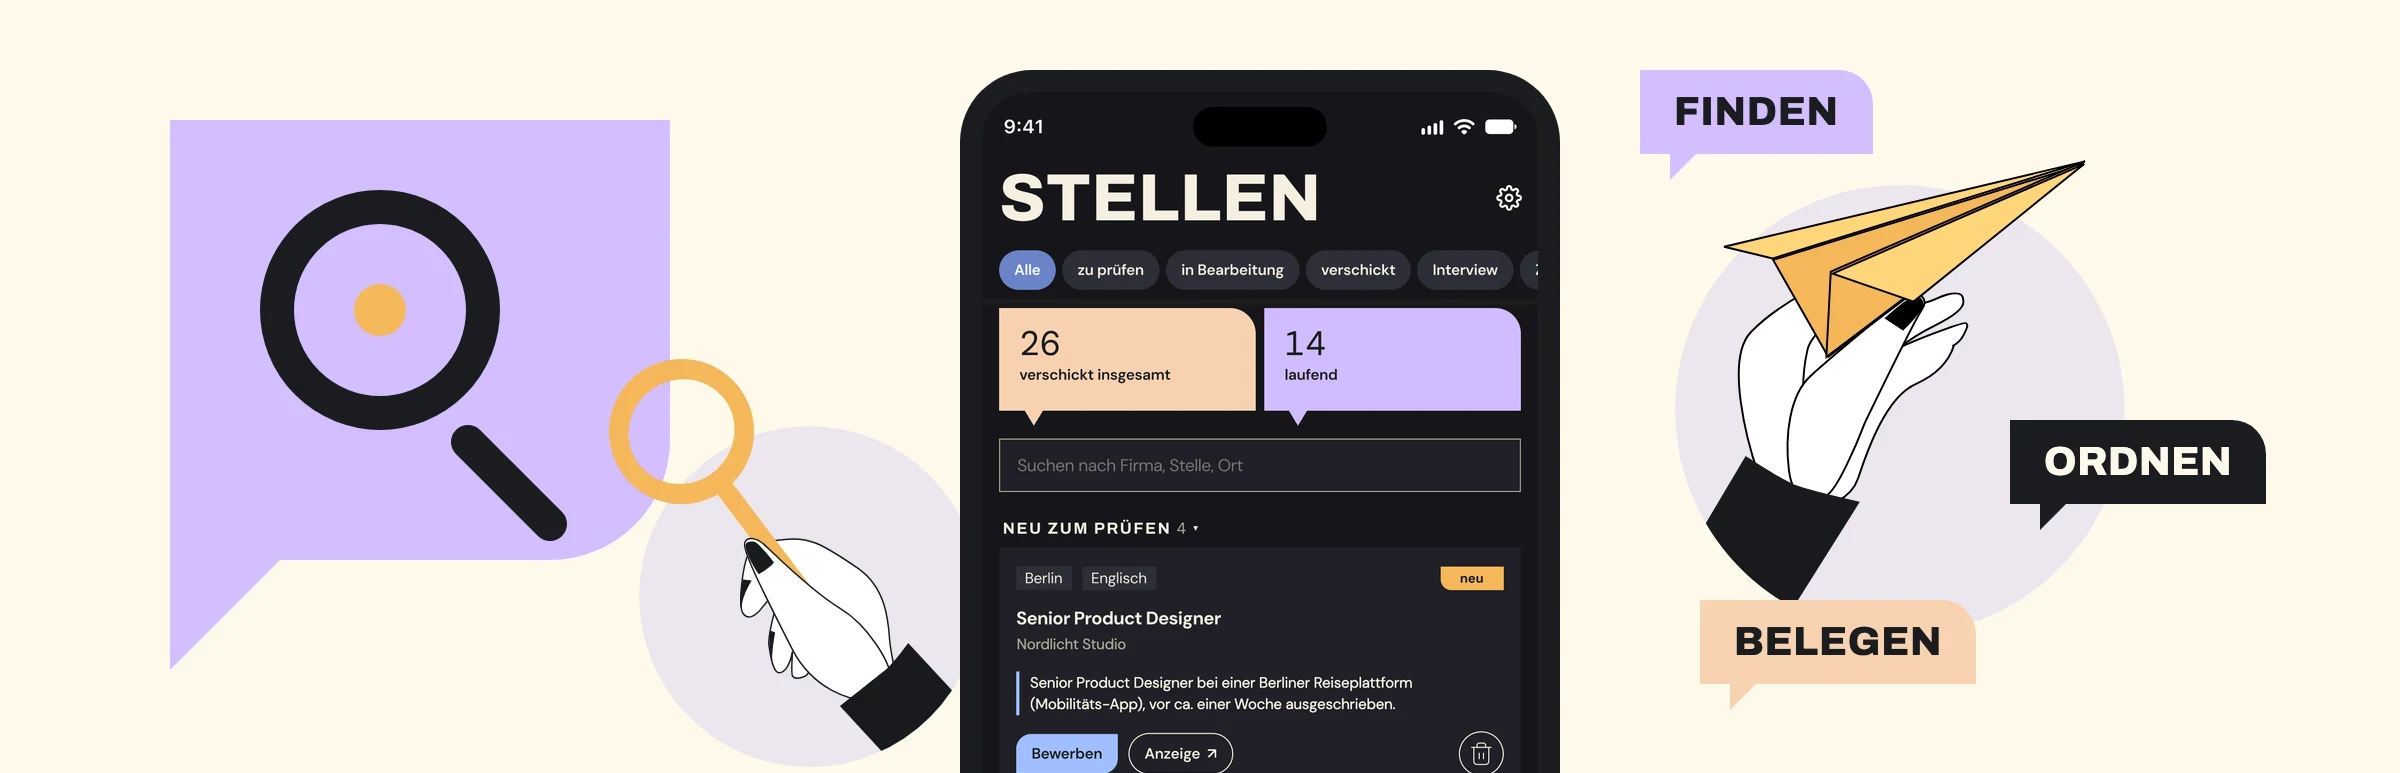 9:41
STELLEN
Alle
zu prüfen
in Bearbeitung
verschickt
Interview
26
verschickt insgesamt
14
laufend
Suchen nach Firma, Stelle, Ort
NEU ZUM PRÜFEN 4
Berlin
Englisch
neu
Senior Product Designer
Nordlicht Studio
Senior Product Designer bei einer Berliner Reiseplattform
(Mobilitäts-App), vor ca. einer Woche ausgeschrieben.
Bewerben
Anzeige
FINDEN
ORDNEN
BELEGEN